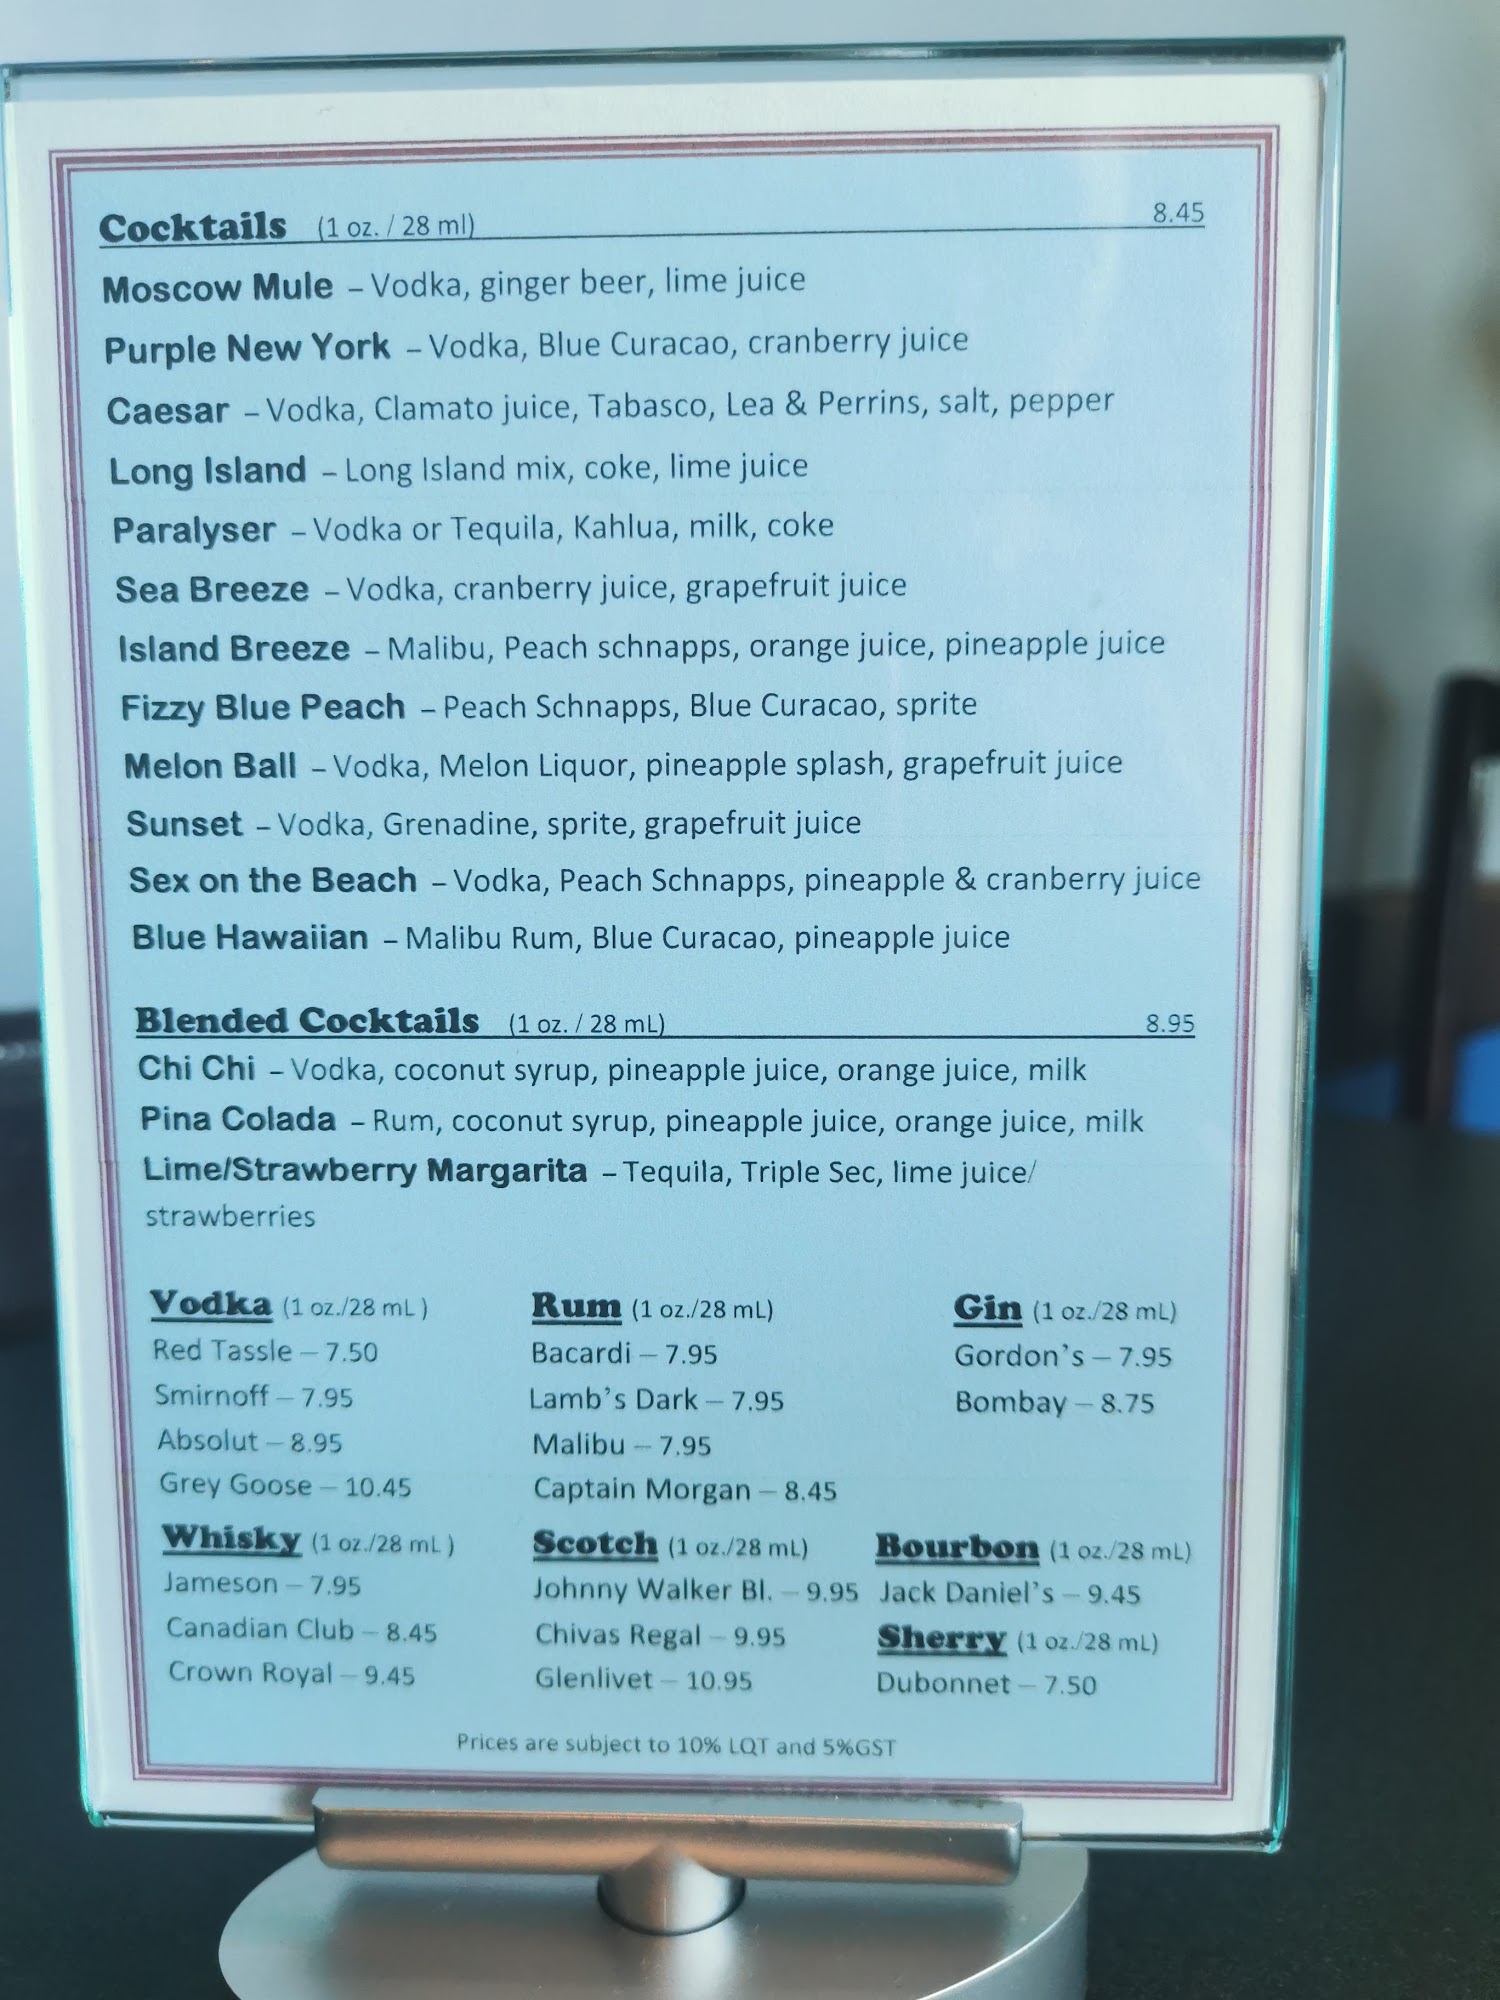 Cocktails (1 oz. / 28 ml) 8.45
Moscow Mule – Vodka, ginger beer, lime juice
Purple New York – Vodka, Blue Curacao, cranberry juice
Caesar – Vodka, Clamato juice, Tabasco, Lea & Perrins, salt, pepper
Long Island – Long Island mix, coke, lime juice
Paralyser – Vodka or Tequila, Kahlua, milk, coke
Sea Breeze – Vodka, cranberry juice, grapefruit juice
Island Breeze – Malibu, Peach schnapps, orange juice, pineapple juice
Fizzy Blue Peach – Peach Schnapps, Blue Curacao, sprite
Melon Ball – Vodka, Melon Liquor, pineapple splash, grapefruit juice
Sunset – Vodka, Grenadine, sprite, grapefruit juice
Sex on the Beach – Vodka, Peach Schnapps, pineapple & cranberry juice
Blue Hawaiian – Malibu Rum, Blue Curacao, pineapple juice
Blended Cocktails (1 oz. / 28 mL) 8.95
Chi Chi – Vodka, coconut syrup, pineapple juice, orange juice, milk
Pina Colada – Rum, coconut syrup, pineapple juice, orange juice, milk
Lime/Strawberry Margarita – Tequila, Triple Sec, lime juice/
strawberries
Vodka (1 oz./28 mL )
Red Tassle – 7.50
Smirnoff – 7.95
Absolut – 8.95
Grey Goose – 10.45
Rum (1 oz./28 mL)
Bacardi – 7.95
Lamb's Dark – 7.95
Malibu – 7.95
Captain Morgan – 8.45
Gin (1 oz./28 mL)
Gordon's – 7.95
Bombay – 8.75
Whisky (1 oz./28 mL )
Jameson – 7.95
Canadian Club – 8.45
Crown Royal – 9.45
Scotch (1 oz./28 mL)
Johnny Walker Bl. – 9.95
Chivas Regal – 9.95
Glenlivet – 10.95
Bourbon (1 oz./28 mL)
Jack Daniel's – 9.45
Sherry (1 oz./28 mL)
Dubonnet – 7.50
Prices are subject to 10% LQT and 5%GST